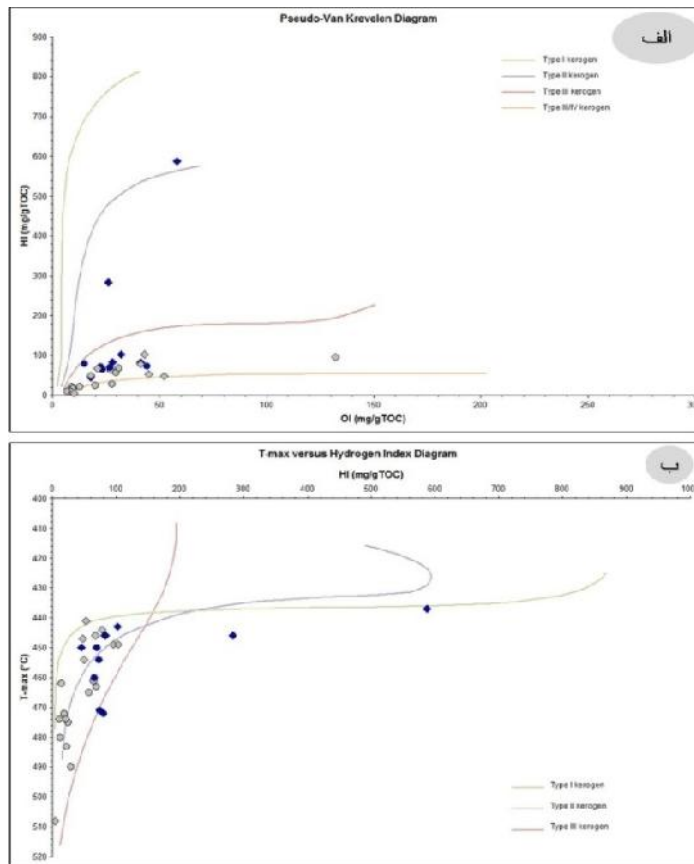 Pseudo-Van Krevelen Diagram
الف
900
800
700
600
500
400
300
200
100
0
HI (mg/gTOC)
Type I kerogen
Type II kerogen
Type III kerogen
Type III/IV kerogen
0 50 100 150 200 250 300
OI (mg/gTOC)
T-max versus Hydrogen Index Diagram
ب
HI (mg/gTOC)
0 100 200 300 400 500 600 700 800 900 1000
400
410
420
430
440
450
460
470
480
490
500
510
520
T-max (°C)
Type I kerogen
Type II kerogen
Type III kerogen